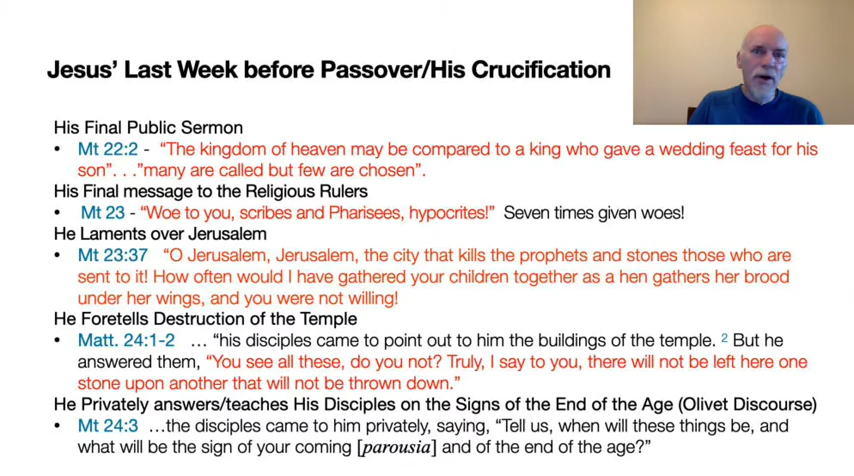 Jesus' Last Week before Passover/His Crucifixion
His Final Public Sermon
• Mt 22:2 - “The kingdom of heaven may be compared to a king who gave a wedding feast for his
son”. . .”many are called but few are chosen”.
His Final message to the Religious Rulers
• Mt 23 - “Woe to you, scribes and Pharisees, hypocrites!” Seven times given woes!
He Laments over Jerusalem
• Mt 23:37 “O Jerusalem, Jerusalem, the city that kills the prophets and stones those who are
sent to it! How often would I have gathered your children together as a hen gathers her brood
under her wings, and you were not willing!
He Foretells Destruction of the Temple
• Matt. 24:1-2 … “his disciples came to point out to him the buildings of the temple. 2 But he
answered them, “You see all these, do you not? Truly, I say to you, there will not be left here one
stone upon another that will not be thrown down.”
He Privately answers/teaches His Disciples on the Signs of the End of the Age (Olivet Discourse)
• Mt 24:3 …the disciples came to him privately, saying, “Tell us, when will these things be, and
what will be the sign of your coming [parousia] and of the end of the age?”